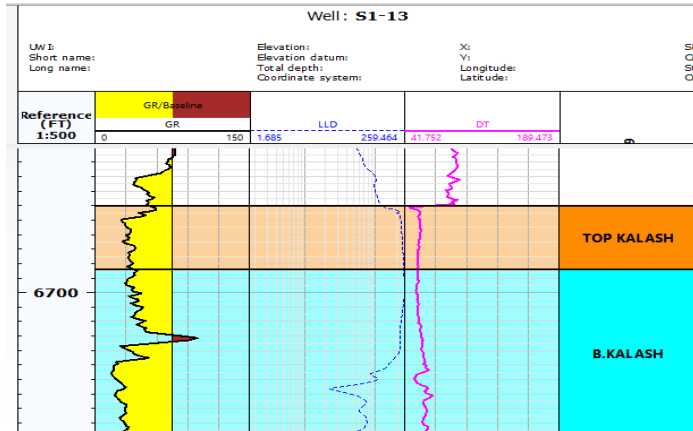 Well: S1-13
UWI:
Short name:
Long name:
Elevation:
Elevation datum:
Total depth:
Coordinate system:
X:
Y:
Longitude:
Latitude:
Reference
(FT)
1:500
GR/Baseline
GR
0 150
LLD
1.685 259.464
DT
41.752 189.473
TOP KALASH
6700
B.KALASH